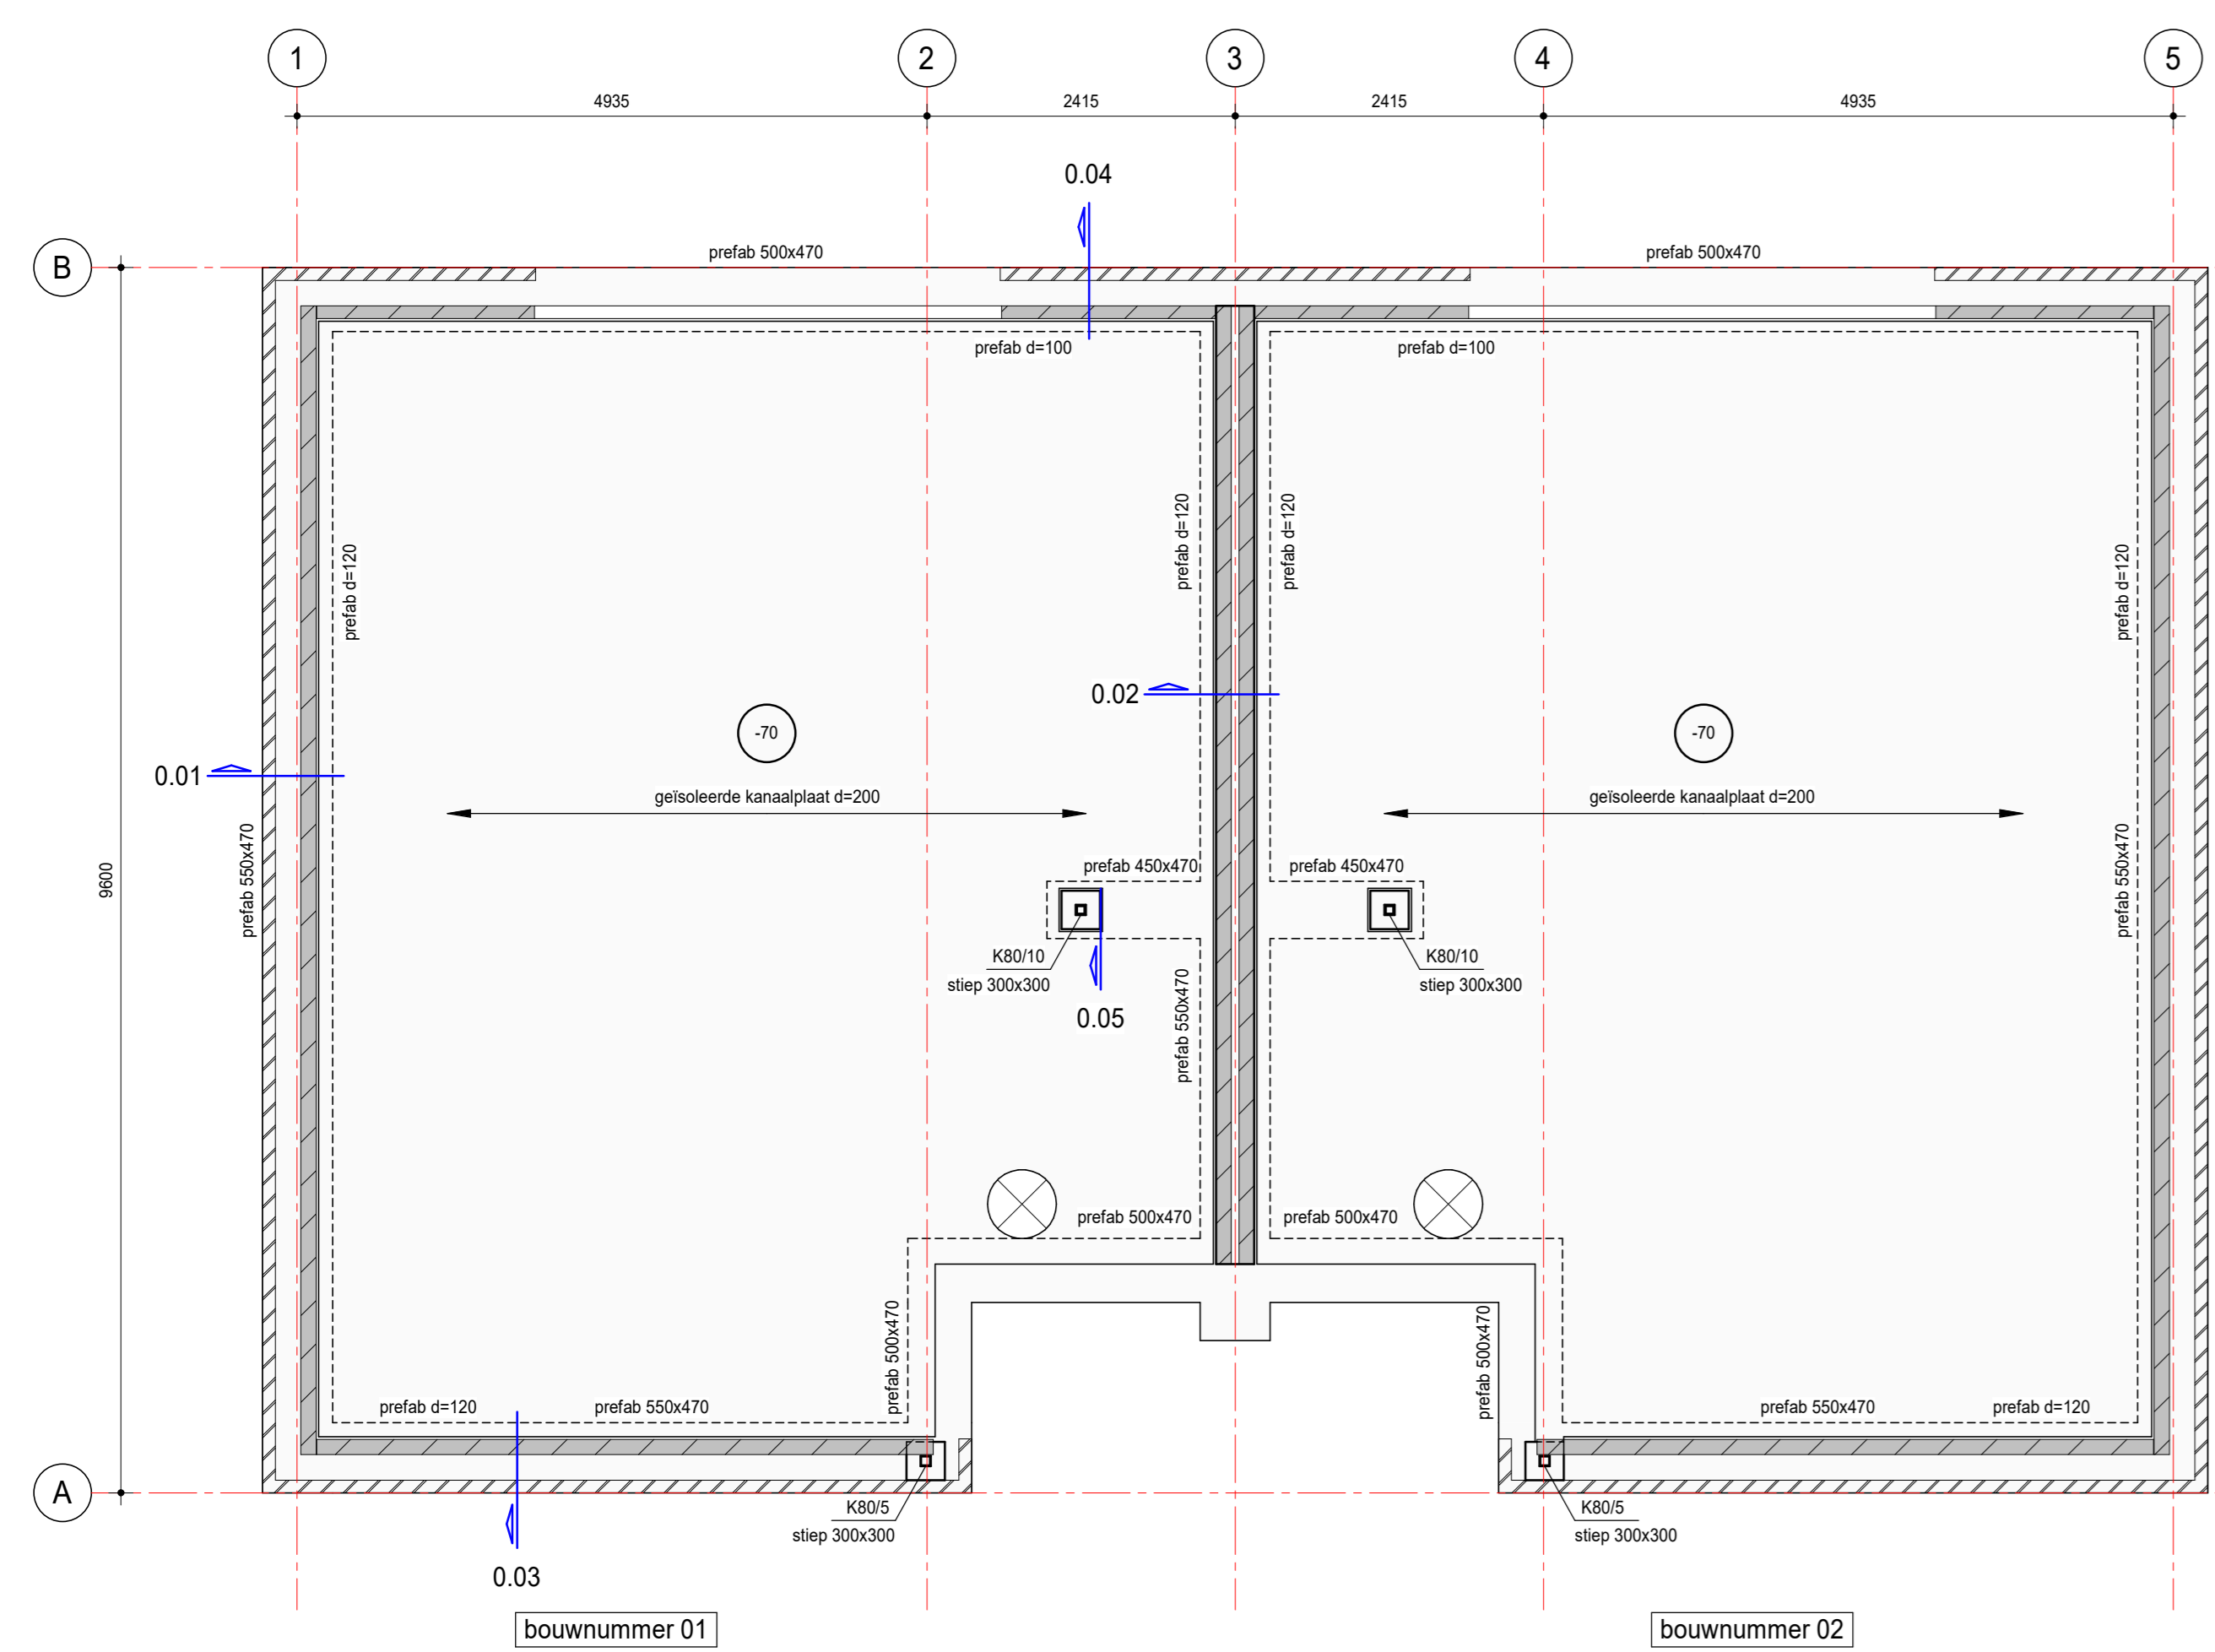 1 2 3 4 5
4935 2415 2415 4935
0.04
B
prefab 500x470 prefab 500x470
prefab d=100 prefab d=100
prefab d=120 prefab d=120
prefab d=120 prefab d=120
0.02
-70 -70
0.01
geïsoleerde kanaalplaat d=200 geïsoleerde kanaalplaat d=200
9600
prefab 550x470
prefab 450x470 prefab 450x470
prefab 550x470
K80/10 K80/10
stiep 300x300 stiep 300x300
0.05
prefab 550x470
prefab 500x470 prefab 500x470
prefab 500x470 prefab 500x470
prefab d=120 prefab 550x470 prefab 550x470 prefab d=120
A
K80/5 K80/5
stiep 300x300 stiep 300x300
0.03
bouwnummer 01 bouwnummer 02